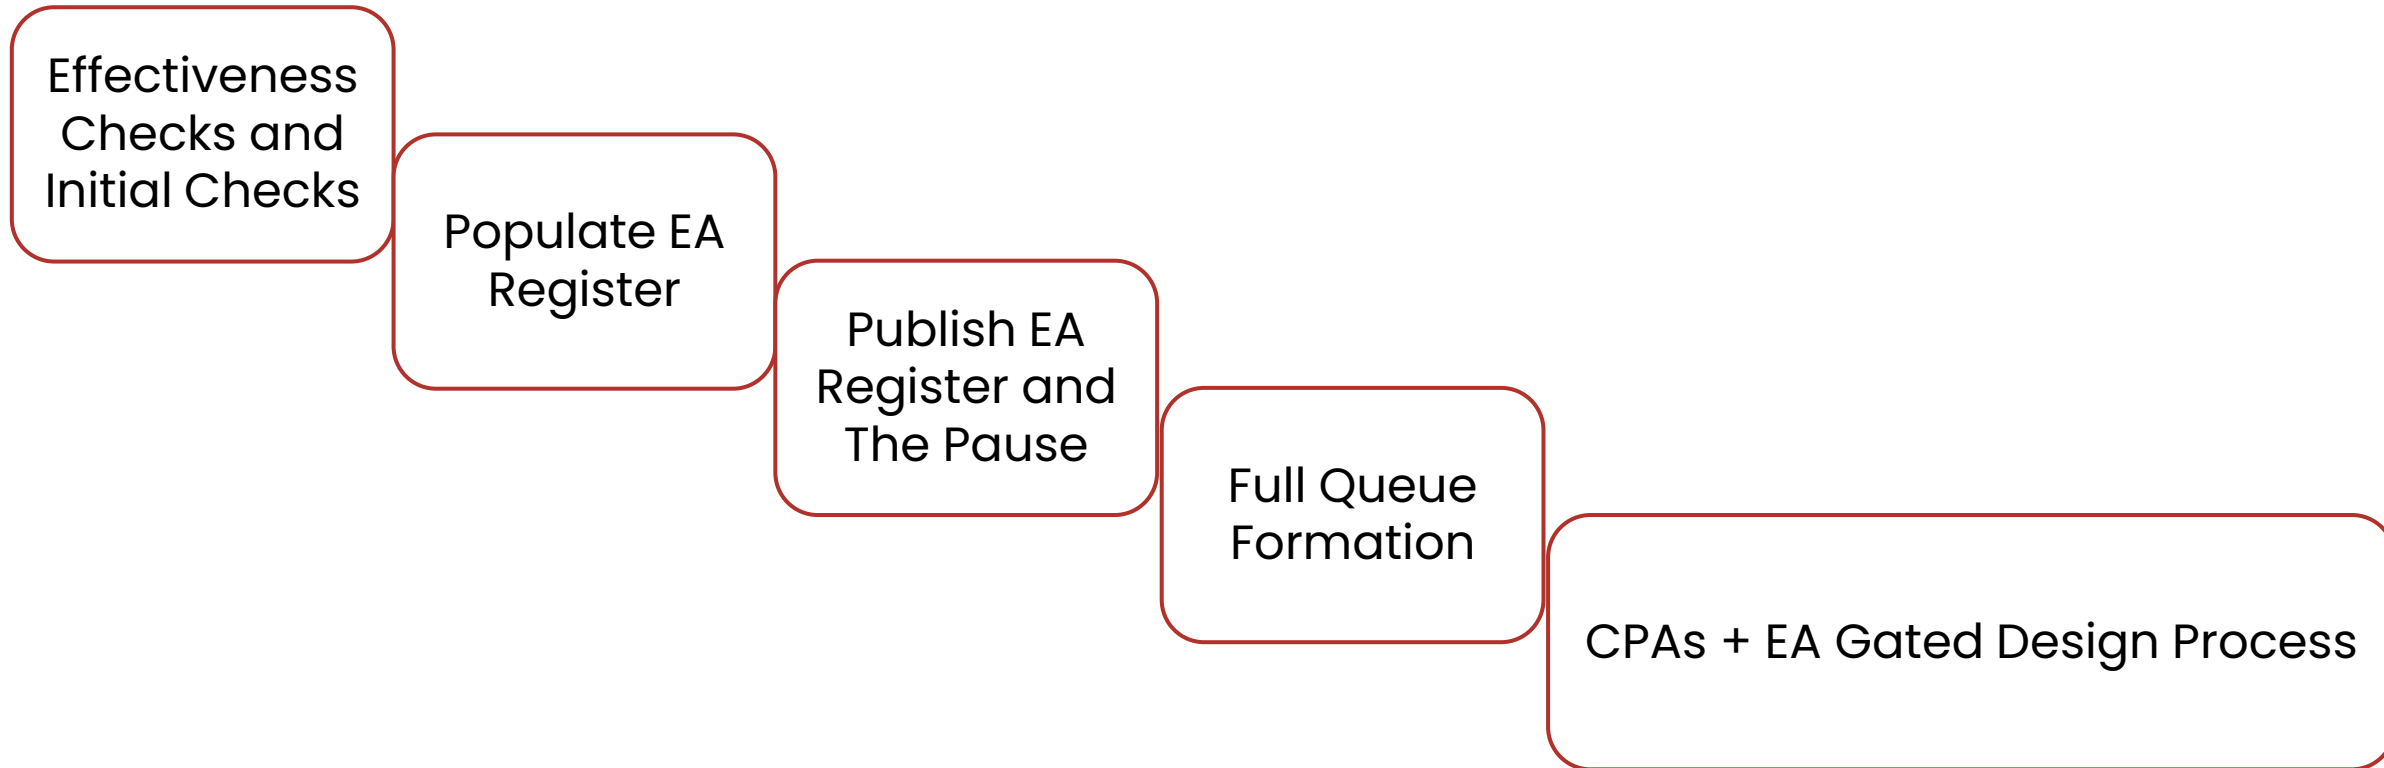 Effectiveness
Checks and
Initial Checks
Populate EA
Register
Publish EA
Register and
The Pause
Full Queue
Formation
CPAs + EA Gated Design Process